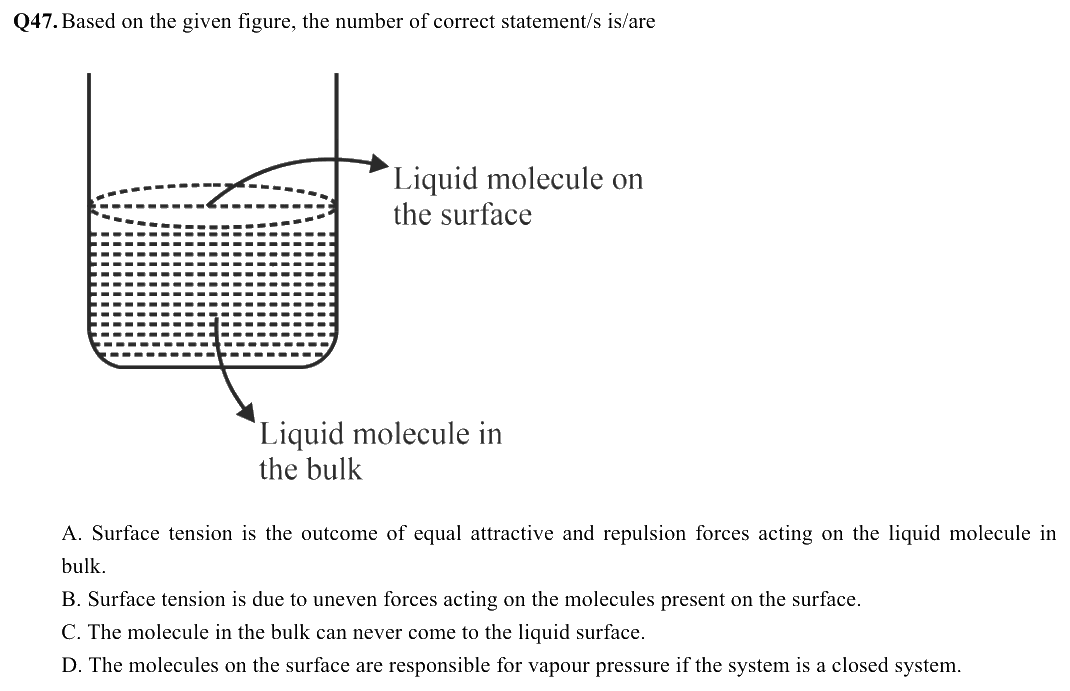 Q47. Based on the given figure, the number of correct statement/s is/are
Liquid molecule on
the surface
Liquid molecule in
the bulk
A. Surface tension is the outcome of equal attractive and repulsion forces acting on the liquid molecule in
bulk.
B. Surface tension is due to uneven forces acting on the molecules present on the surface.
C. The molecule in the bulk can never come to the liquid surface.
D. The molecules on the surface are responsible for vapour pressure if the system is a closed system.